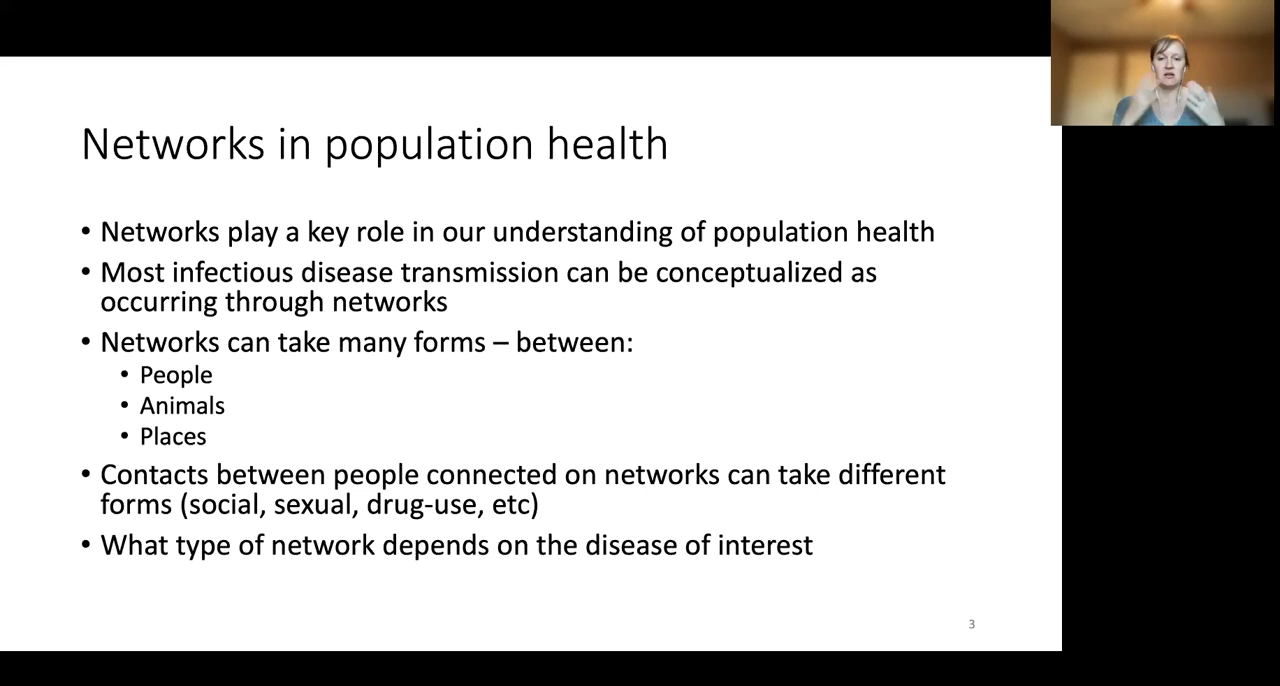 Networks in population health
• Networks play a key role in our understanding of population health
• Most infectious disease transmission can be conceptualized as
occurring through networks
• Networks can take many forms – between:
• People
• Animals
• Places
• Contacts between people connected on networks can take different
forms (social, sexual, drug-use, etc)
• What type of network depends on the disease of interest
3